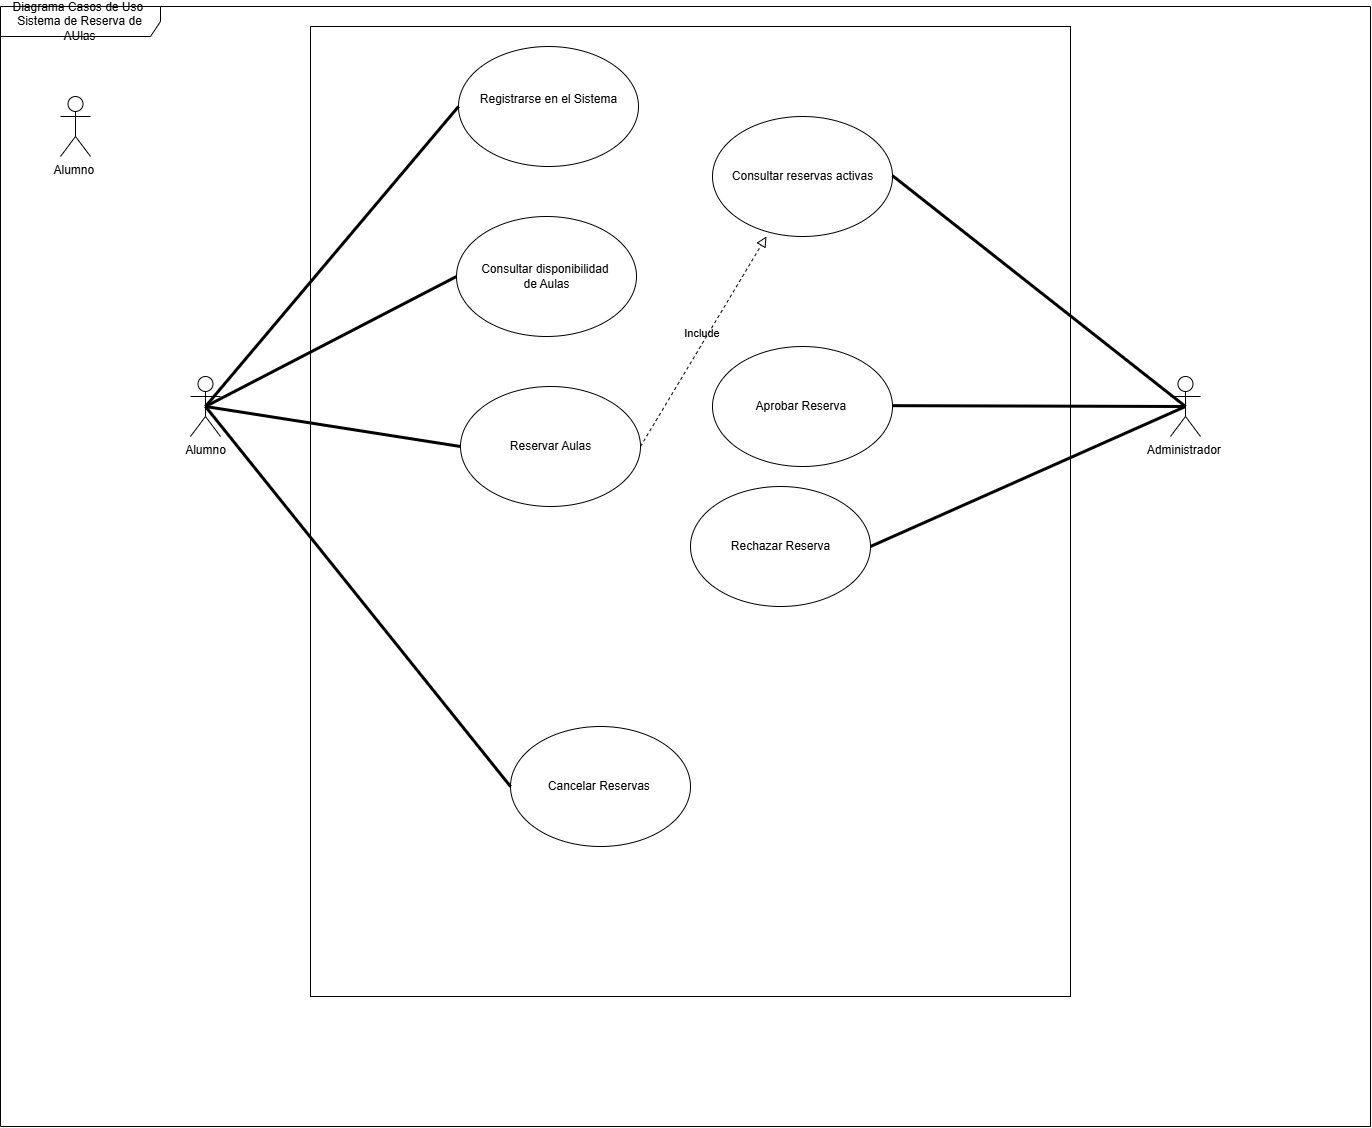 Diagrama Casos de Uso
Sistema de Reserva de
AUlas
Alumno
Registrarse en el Sistema
Consultar reservas activas
Consultar disponibilidad
de Aulas
Include
Aprobar Reserva
Reservar Aulas
Alumno
Administrador
Rechazar Reserva
Cancelar Reservas